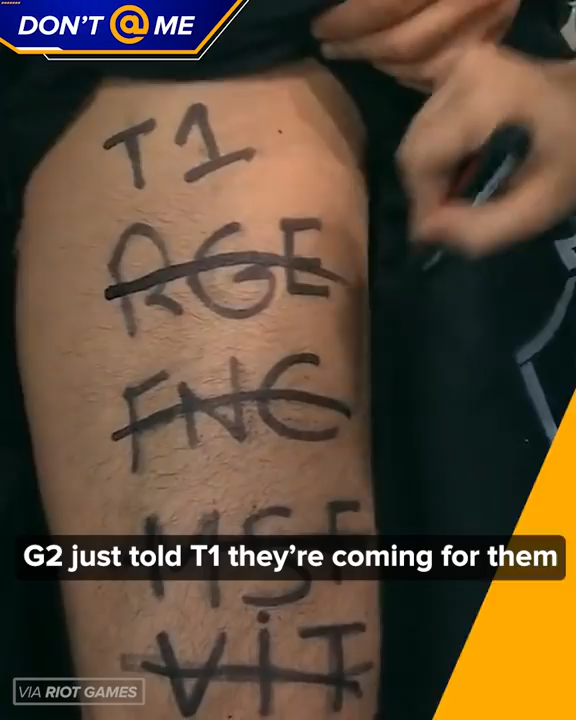 DON'T @ ME
T1
RGE
FNC
MSF
G2 just told T1 they're coming for them
ViT
VIA RIOT GAMES